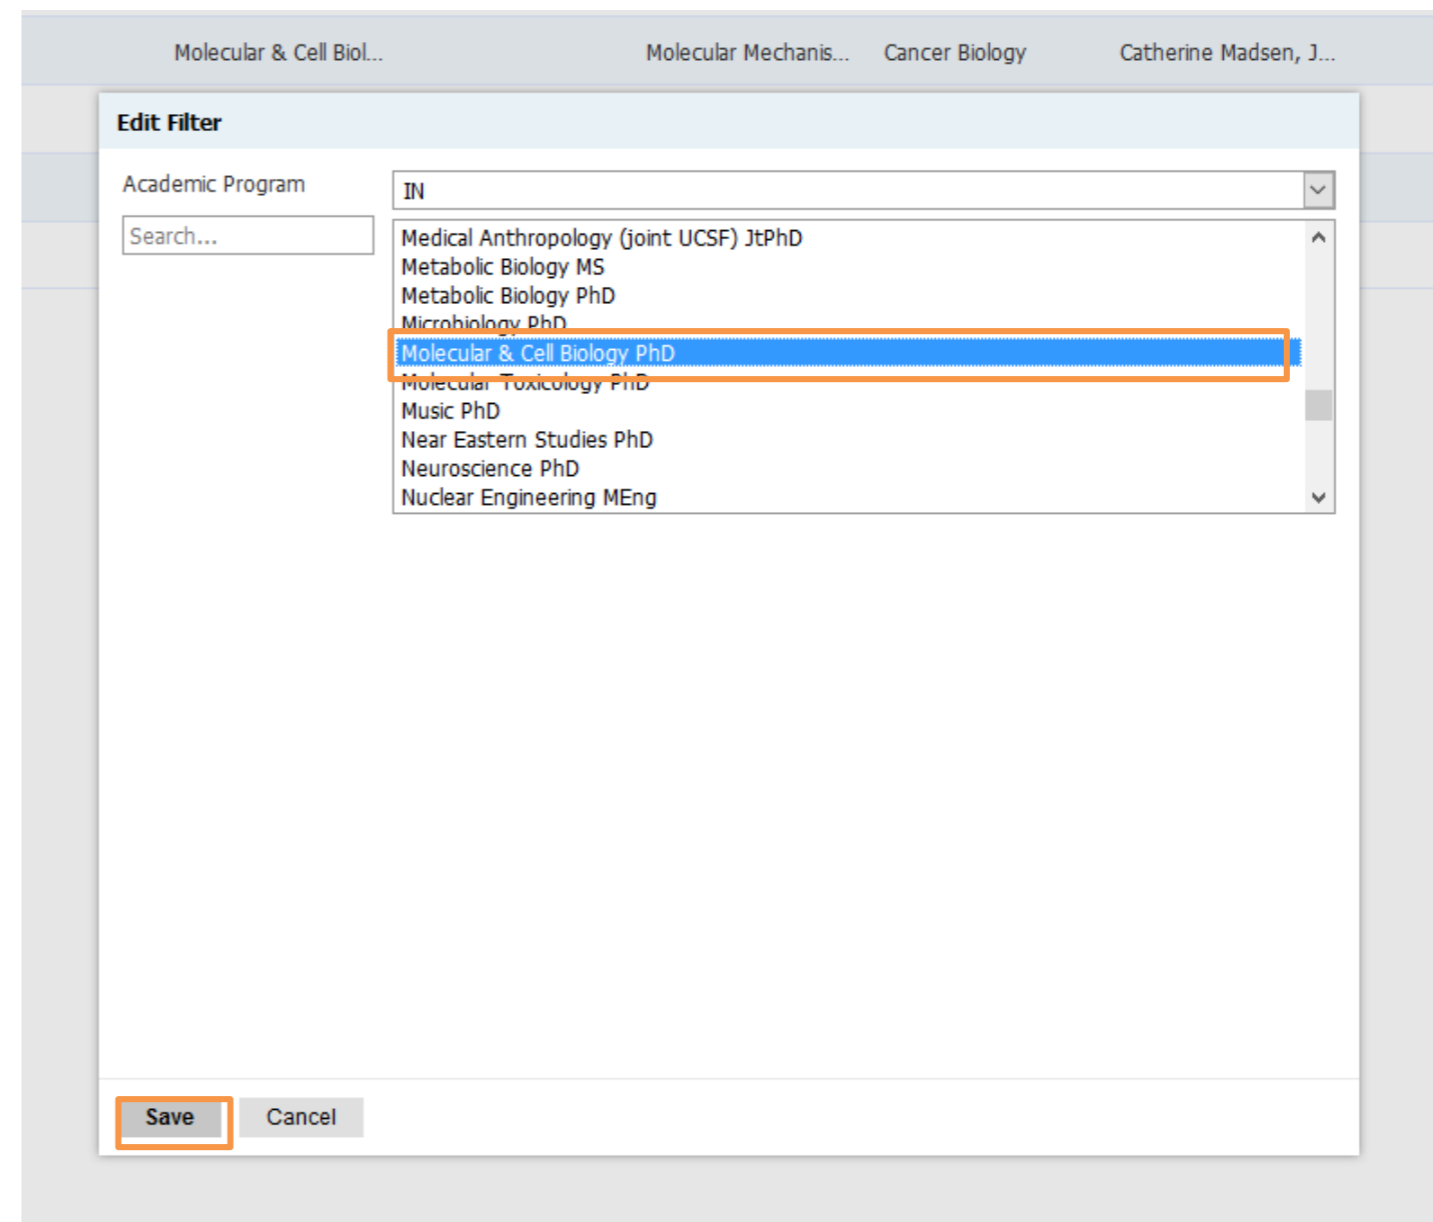 Molecular & Cell Biol... Molecular Mechanis... Cancer Biology Catherine Madsen, J...
Edit Filter
Academic Program IN
Search...
Medical Anthropology (joint UCSF) JtPhD
Metabolic Biology MS
Metabolic Biology PhD
Microbiology PhD
Molecular & Cell Biology PhD
Molecular Toxicology PhD
Music PhD
Near Eastern Studies PhD
Neuroscience PhD
Nuclear Engineering MEng
Save Cancel